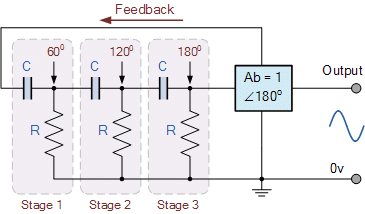 Feedback
60⁰ 120⁰ 180⁰
C C C
Ab = 1
∠180⁰
Output
R R R
0v
Stage 1 Stage 2 Stage 3